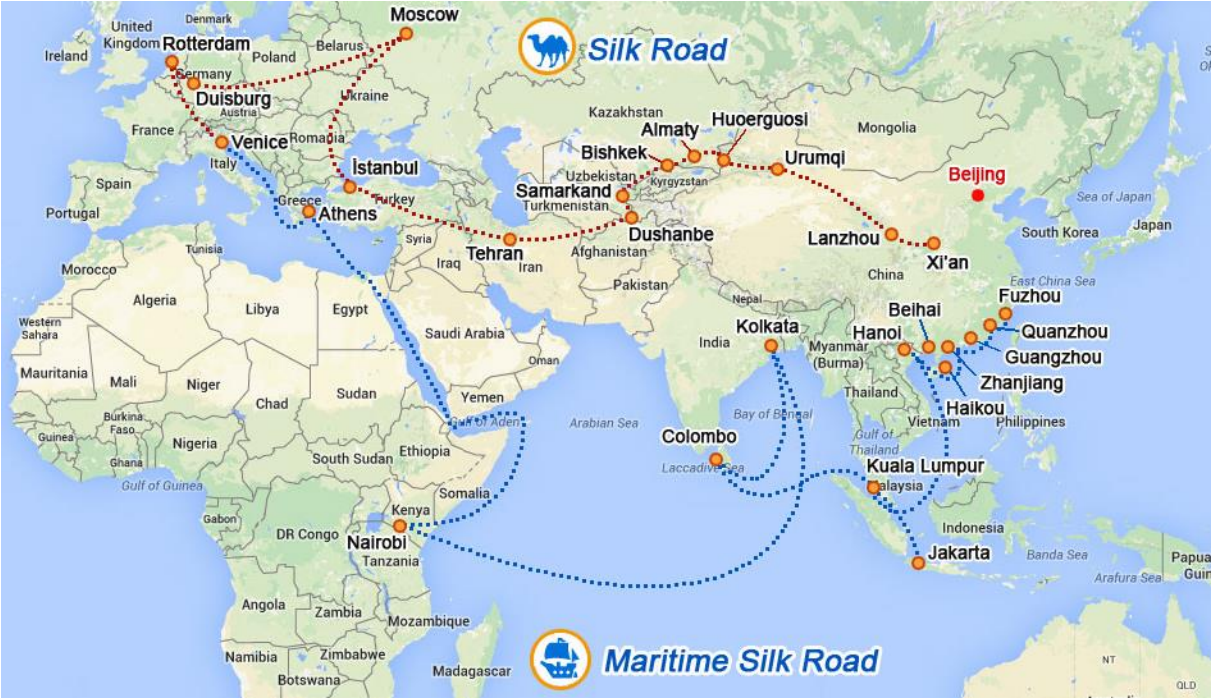 Moscow
Denmark
United
Kingdom
Ireland
Rotterdam
Poland
Belarus
Germany
Duisburg
Austria
Ukraine
France
Romania
Venice
Italy
Spain
Portugal
İstanbul
Greece
Turkey
Athens
Silk Road
Kazakhstan
Mongolia
Huoerguosi
Almaty
Bishkek
Urumqi
Uzbekistan
Kyrgyzstan
Samarkand
Turkmenistan
Dushanbe
Beijing
Sea of Japan
Japan
South Korea
Lanzhou
Xi'an
China
East China Sea
Tunisia
Morocco
Syria
Iraq
Tehran
Iran
Afghanistan
Pakistan
Algeria
Libya
Egypt
Western
Sahara
Saudi Arabia
Oman
Nepal
Kolkata
India
Myanmar
(Burma)
Hanoi
Beihai
Fuzhou
Quanzhou
Guangzhou
Zhanjiang
Haikou
Mauritania
Mali
Niger
Chad
Sudan
Yemen
Gulf of Aden
Arabian Sea
Bay of Bengal
Thailand
Vietnam
Philippines
Gulf of
Thailand
Burkina
Faso
Guinea
Ghana
Nigeria
Gulf of Guinea
South Sudan
Ethiopia
Somalia
Colombo
Laccadive Sea
Kuala Lumpur
Malaysia
Gabon
DR Congo
Kenya
Nairobi
Tanzania
Indonesia
Jakarta
Banda Sea
Arafura Sea
Papua
Guin
Angola
Zambia
Mozambique
Namibia
Zimbabwe
Botswana
Madagascar
Maritime Silk Road
NT
QLD